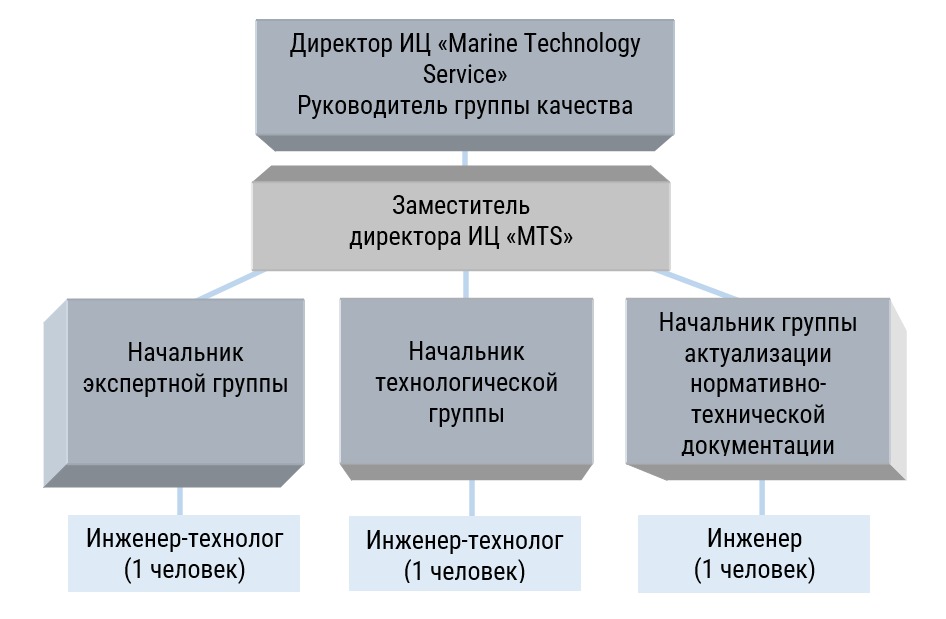 Директор ИЦ «Marine Technology
Service»
Руководитель группы качества
Заместитель
директора ИЦ «MTS»
Начальник
экспертной группы
Начальник
технологической
группы
Начальник группы
актуализации
нормативно-
технической
документации
Инженер-технолог
(1 человек)
Инженер-технолог
(1 человек)
Инженер
(1 человек)